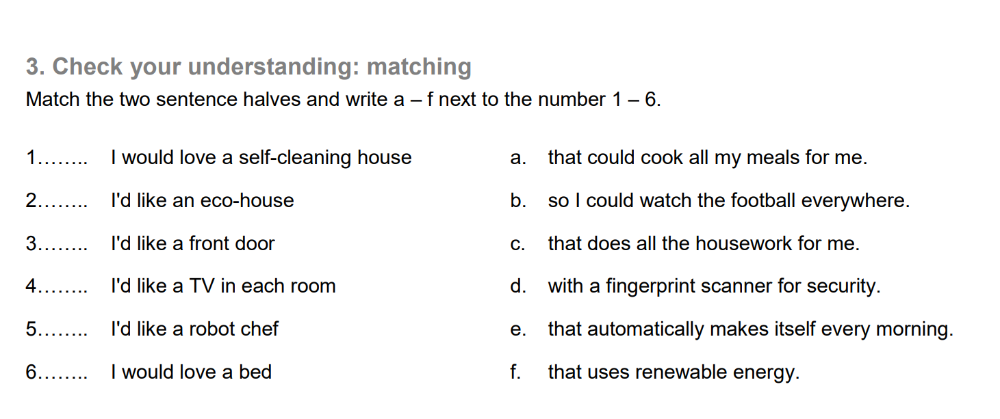 3. Check your understanding: matching
Match the two sentence halves and write a – f next to the number 1 – 6.
1…….. I would love a self-cleaning house a. that could cook all my meals for me.
2…….. I'd like an eco-house b. so I could watch the football everywhere.
3…….. I'd like a front door c. that does all the housework for me.
4…….. I'd like a TV in each room d. with a fingerprint scanner for security.
5…….. I'd like a robot chef e. that automatically makes itself every morning.
6…….. I would love a bed f. that uses renewable energy.